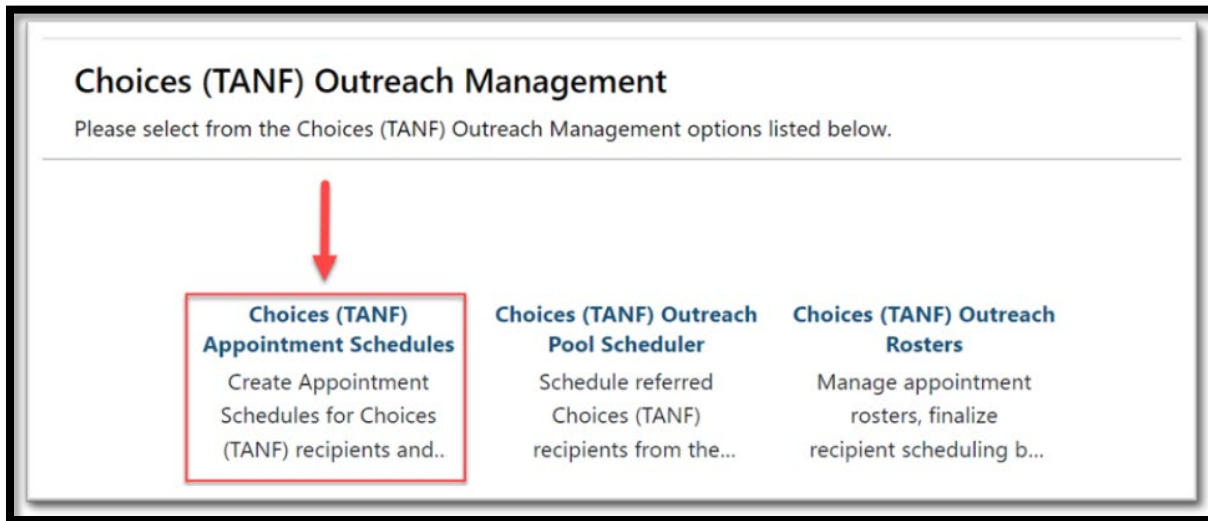 Choices (TANF) Outreach Management
Please select from the Choices (TANF) Outreach Management options listed below.
Choices (TANF)
Appointment Schedules
Create Appointment
Schedules for Choices
(TANF) recipients and..
Choices (TANF) Outreach
Pool Scheduler
Schedule referred
Choices (TANF)
recipients from the...
Choices (TANF) Outreach
Rosters
Manage appointment
rosters, finalize
recipient scheduling b...